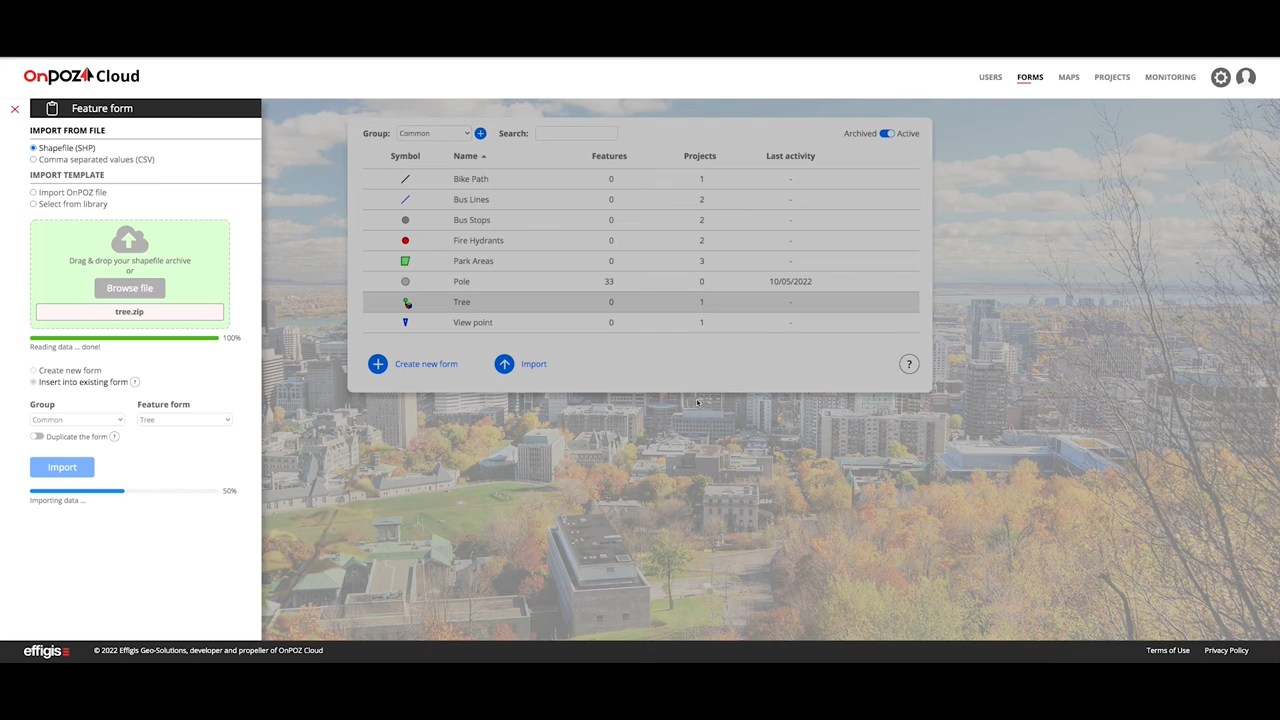 OnPOZ Cloud
USERS FORMS MAPS PROJECTS MONITORING
Feature form
IMPORT FROM FILE
Shapefile (SHP)
Comma separated values (CSV)
IMPORT TEMPLATE
Import OnPOZ file
Select from library
Drag & drop your shapefile archive
or
Browse file
tree.zip
100%
Reading data ... done!
Create new form
Insert into existing form ?
Group Feature form
Common Tree
Duplicate the form ?
Import
50%
Importing data ...
Group: Common Search: Archived Active
Symbol Name Features Projects Last activity
Bike Path 0 1 -
Bus Lines 0 2 -
Bus Stops 0 2 -
Fire Hydrants 0 2 -
Park Areas 0 3 -
Pole 33 0 10/05/2022
Tree 0 1 -
View point 0 1 -
Create new form Import ?
effigis © 2022 Effigis Geo-Solutions, developer and propeller of OnPOZ Cloud Terms of Use Privacy Policy